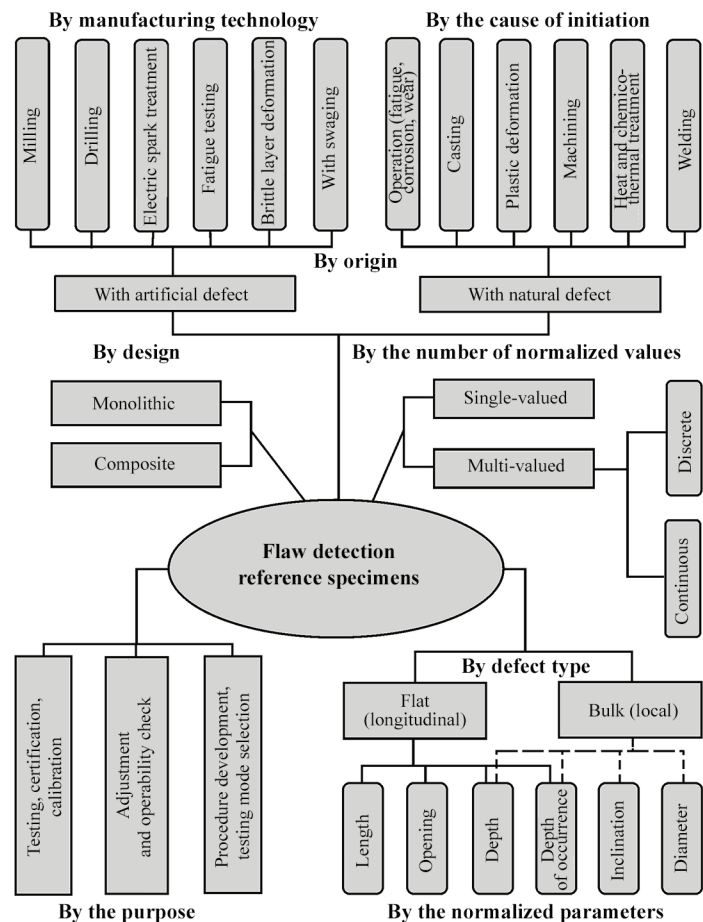 By manufacturing technology
By the cause of initiation
Milling
Drilling
Electric spark treatment
Fatigue testing
Brittle layer deformation
With swaging
Operation (fatigue,
corrosion, wear)
Casting
Plastic deformation
Machining
Heat and chemico-
thermal treatment
Welding
By origin
With artificial defect
With natural defect
By design
By the number of normalized values
Monolithic
Composite
Single-valued
Multi-valued
Discrete
Continuous
Flaw detection
reference specimens
By defect type
Flat
(longitudinal)
Bulk (local)
Testing, certification,
calibration
Adjustment
and operability check
Procedure development,
testing mode selection
Length
Opening
Depth
Depth
of occurrence
Inclination
Diameter
By the purpose
By the normalized parameters